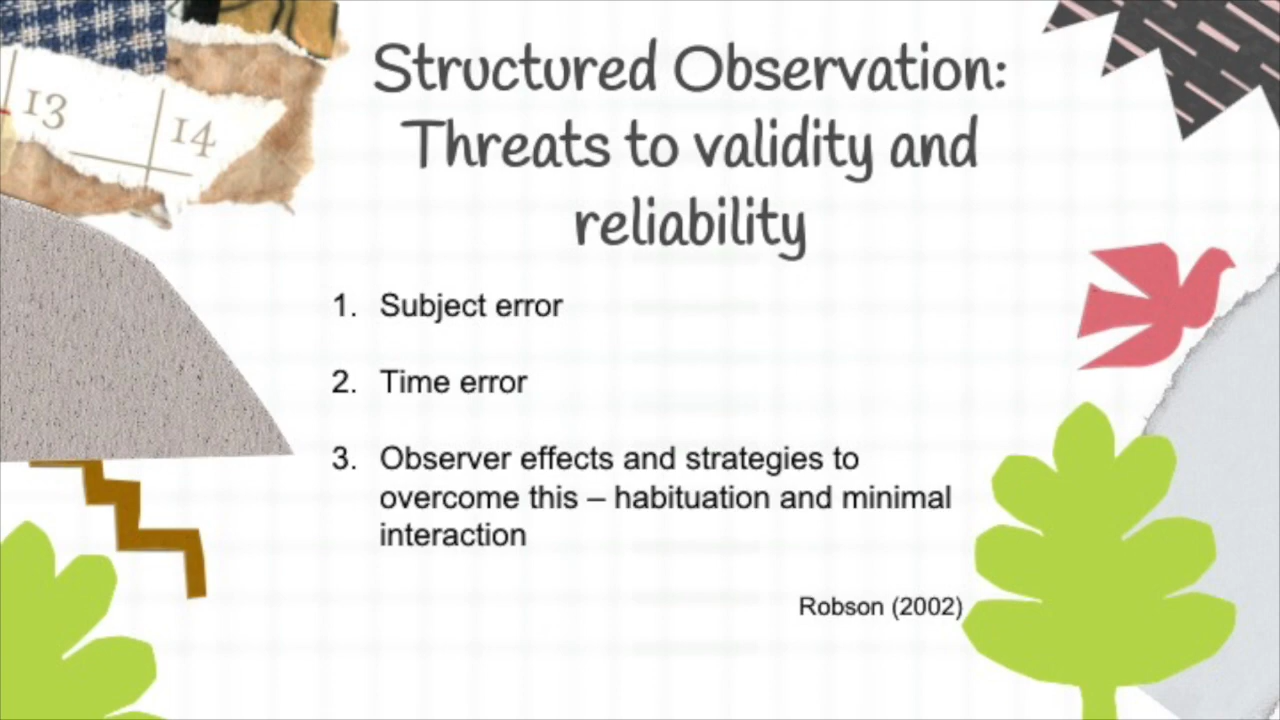 13
14
Structured Observation:
Threats to validity and
reliability
1. Subject error
2. Time error
3. Observer effects and strategies to
overcome this – habituation and minimal
interaction
Robson (2002)